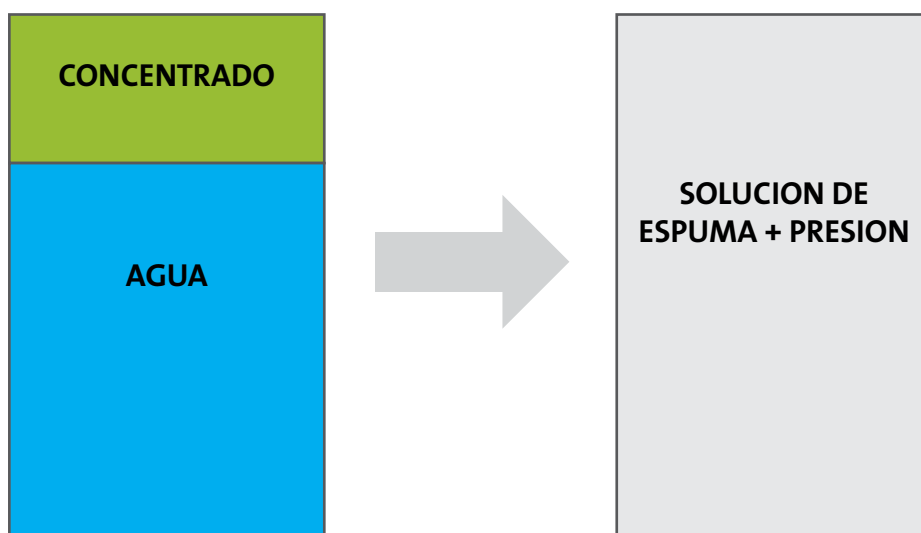 CONCENTRADO
AGUA
SOLUCION DE
ESPUMA + PRESION